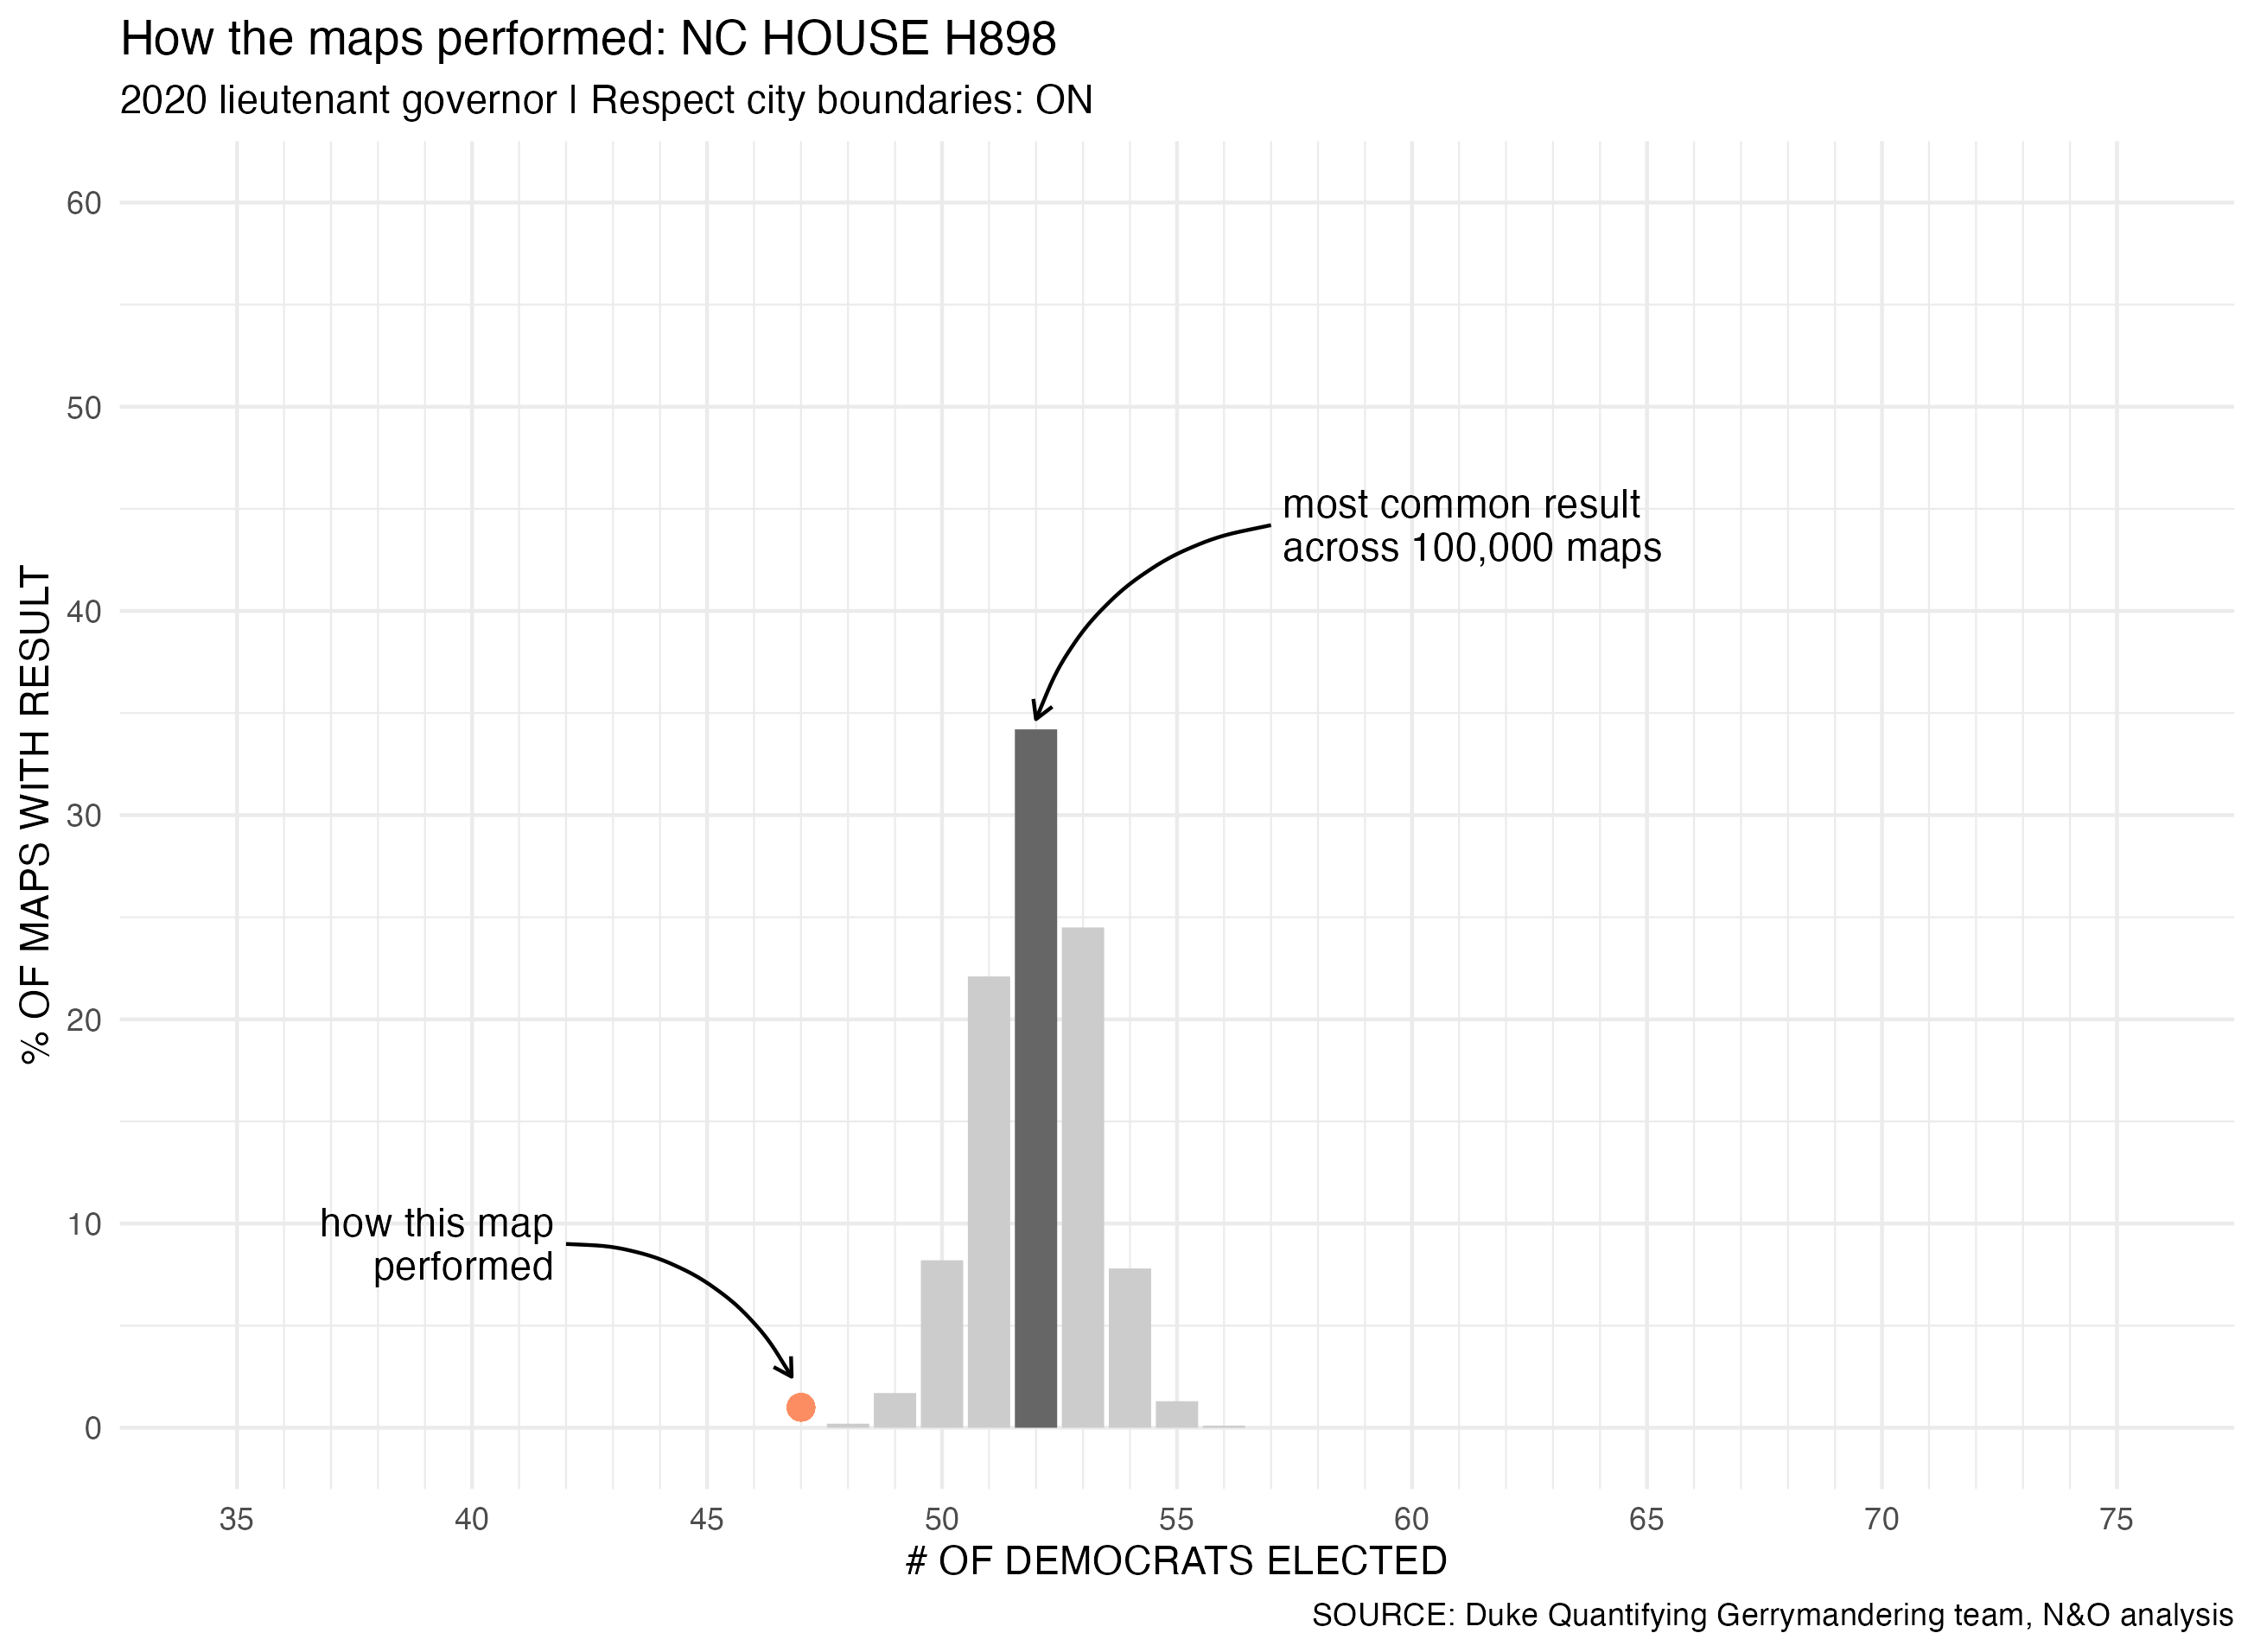 How the maps performed: NC HOUSE H898
2020 lieutenant governor | Respect city boundaries: ON
% OF MAPS WITH RESULT
60
50
40
30
20
10
0
most common result
across 100,000 maps
how this map
performed
35 40 45 50 55 60 65 70 75
# OF DEMOCRATS ELECTED
SOURCE: Duke Quantifying Gerrymandering team, N&O analysis